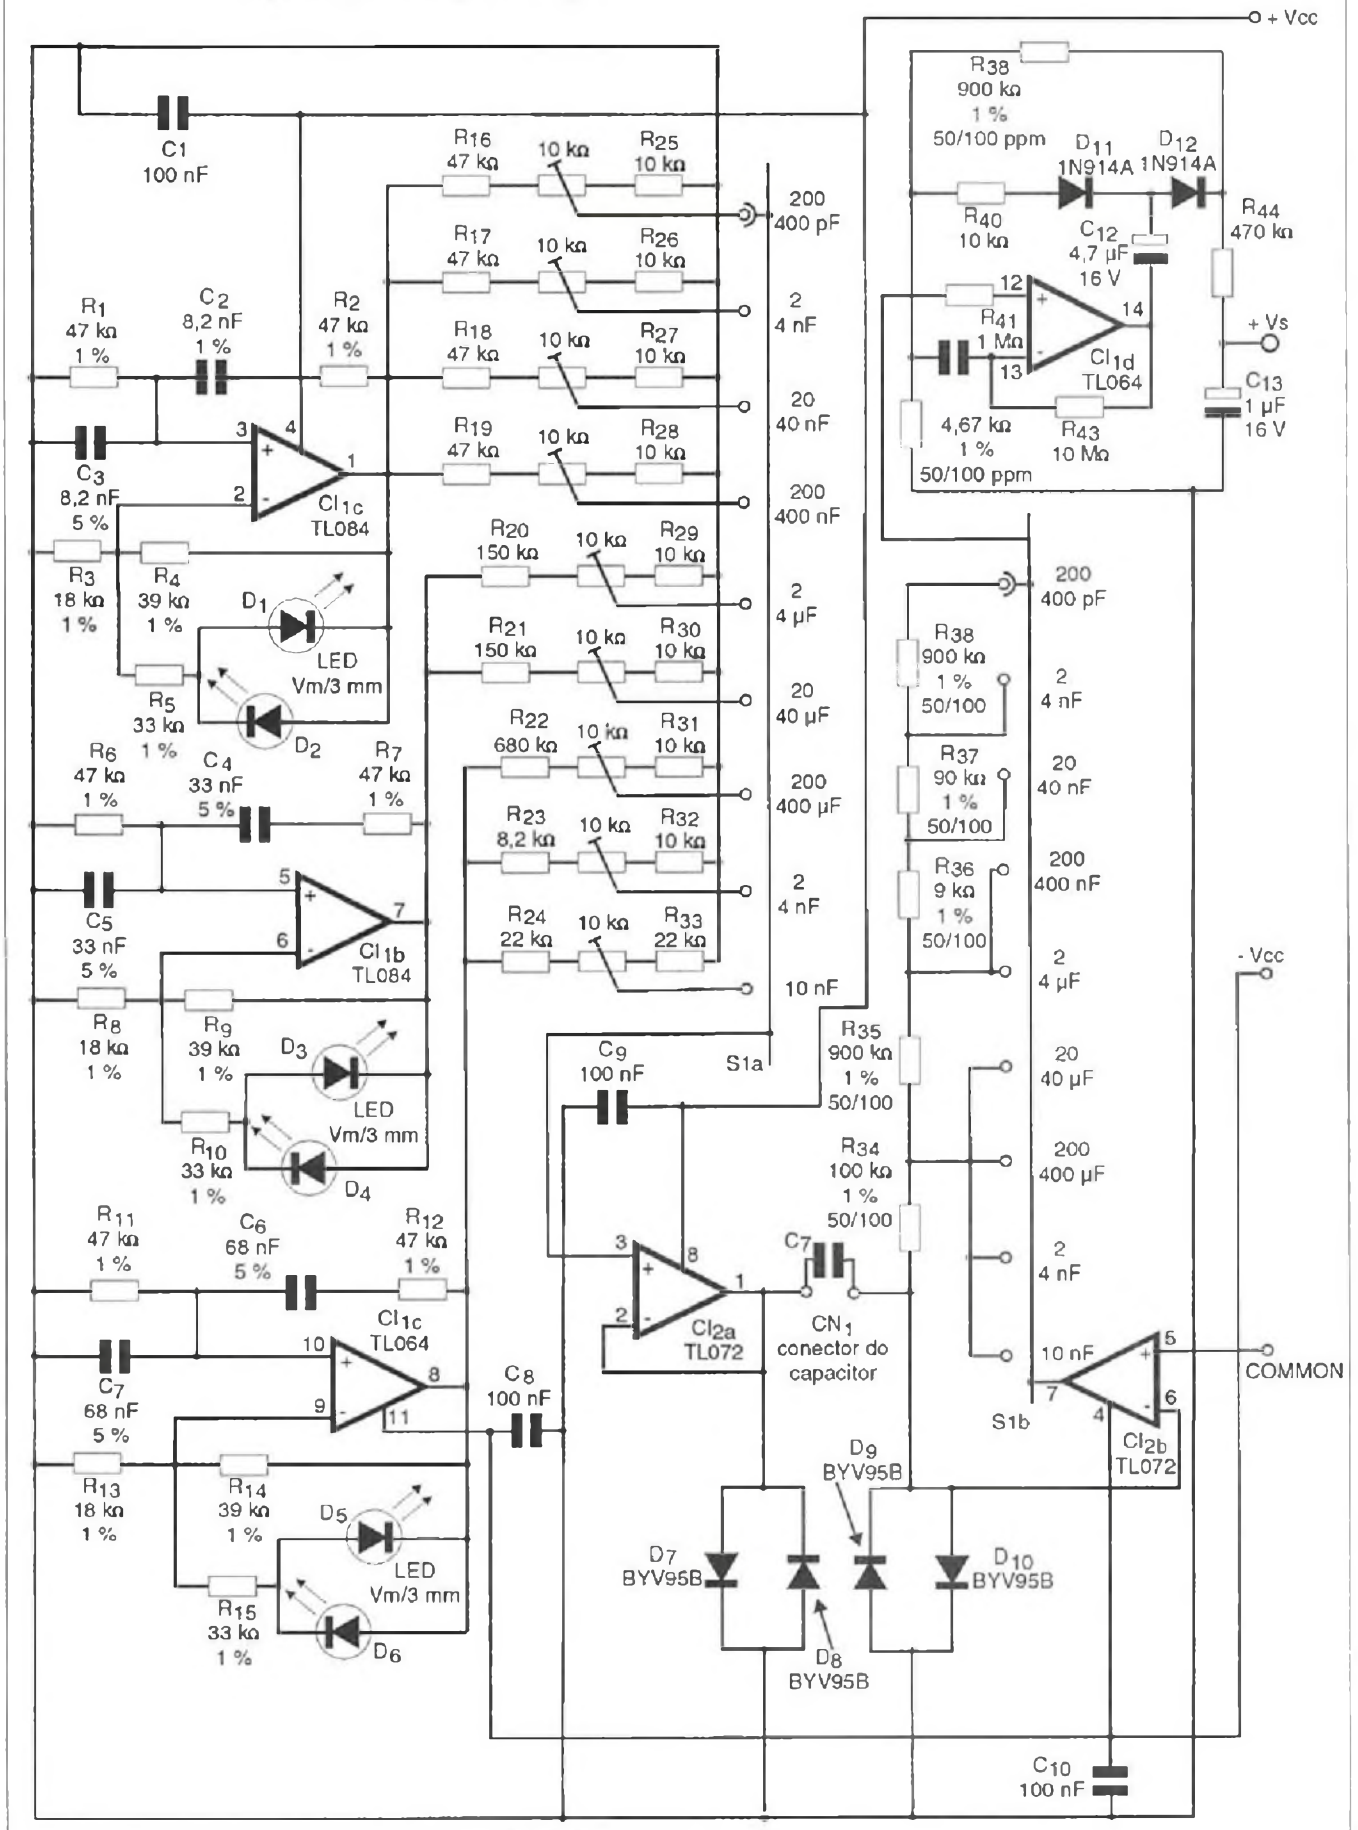 + Vcc
C1
100 nF
R16
47 kΩ
10 kΩ
R25
10 kΩ
200
400 pF
R17
47 kΩ
10 kΩ
R26
10 kΩ
2
4 nF
R1
47 kΩ
1 %
C2
8,2 nF
1 %
R2
47 kΩ
1 %
R18
47 kΩ
10 kΩ
R27
10 kΩ
20
40 nF
C3
8,2 nF
5 %
3
+
2
-
4
1
CI1c
TL084
R19
47 kΩ
10 kΩ
R28
10 kΩ
200
400 nF
R3
18 kΩ
1 %
R4
39 kΩ
1 %
D1
LED
Vm/3 mm
R5
33 kΩ
1 %
D2
R20
150 kΩ
10 kΩ
R29
10 kΩ
2
4 µF
R21
150 kΩ
10 kΩ
R30
10 kΩ
20
40 µF
R22
680 kΩ
10 kΩ
R31
10 kΩ
200
400 µF
R23
8,2 kΩ
10 kΩ
R32
10 kΩ
2
4 nF
R24
22 kΩ
10 kΩ
R33
22 kΩ
10 nF
S1a
R6
47 kΩ
1 %
C4
33 nF
5 %
R7
47 kΩ
1 %
C5
33 nF
5 %
5
+
6
-
7
CI1b
TL084
R8
18 kΩ
1 %
R9
39 kΩ
1 %
D3
LED
Vm/3 mm
R10
33 kΩ
1 %
D4
R11
47 kΩ
1 %
C6
68 nF
5 %
R12
47 kΩ
1 %
CI1c
TL064
C7
68 nF
5 %
10
+
9
-
8
11
R13
18 kΩ
1 %
R14
39 kΩ
1 %
D5
LED
Vm/3 mm
R15
33 kΩ
1 %
D6
C8
100 nF
C9
100 nF
3
+
2
-
8
1
CI2a
TL072
C7
CN1
conector do
capacitor
D7
BYV95B
D8
BYV95B
D9
BYV95B
D10
BYV95B
R38
900 kΩ
1 %
50/100 ppm
D11
1N914A
D12
1N914A
R40
10 kΩ
C12
4,7 µF
16 V
R44
470 kΩ
12
+
R41
1 MΩ
-
13
14
CI1d
TL064
+ Vs
C13
1 µF
16 V
4,67 kΩ
1 %
50/100 ppm
R43
10 MΩ
200
400 pF
R38
900 kΩ
1 %
50/100
2
4 nF
R37
90 kΩ
1 %
50/100
20
40 nF
R36
9 kΩ
1 %
50/100
200
400 nF
2
4 µF
- Vcc
R35
900 kΩ
1 %
50/100
20
40 µF
R34
100 kΩ
1 %
50/100
200
400 µF
2
4 nF
10 nF
S1b
7
+
5
-
6
4
CI2b
TL072
COMMON
C10
100 nF